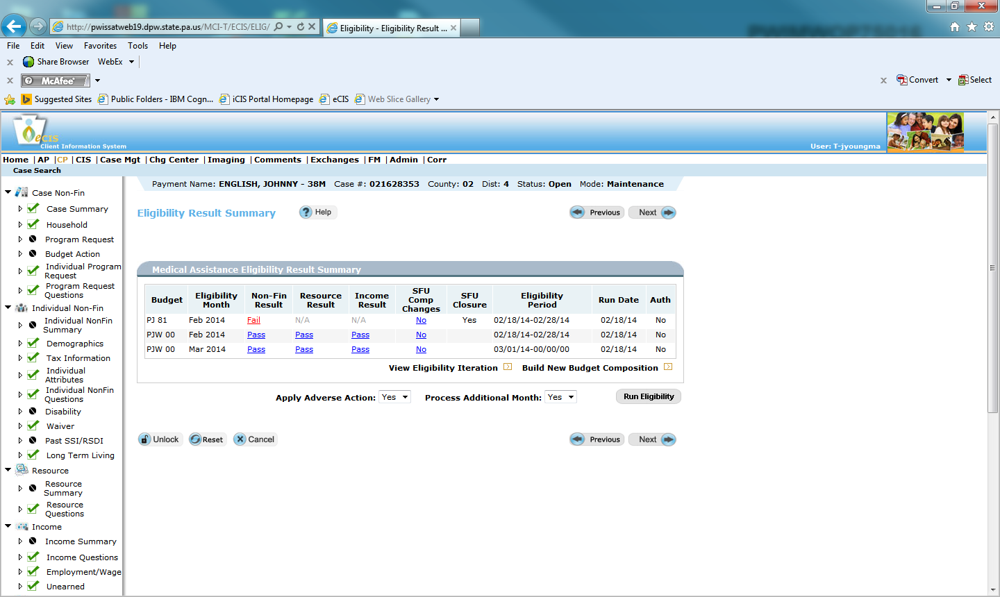 http://pwissatweb19.dpw.state.pa.us/MCI-T/ECIS/ELIG/
Eligibility - Eligibility Result ...
File Edit View Favorites Tools Help
Share Browser WebEx
McAfee
Convert Select
Suggested Sites Public Folders - IBM Cogn... iCIS Portal Homepage eCIS Web Slice Gallery
eCIS
Client Information System
User: T-jyoungma
Home | AP | CP | CIS | Case Mgt | Chg Center | Imaging | Comments | Exchanges | FM | Admin | Corr
Case Search
Payment Name: ENGLISH, JOHNNY - 38M Case #: 021628353 County: 02 Dist: 4 Status: Open Mode: Maintenance
Case Non-Fin
Case Summary
Household
Program Request
Budget Action
Individual Program
Request
Program Request
Questions
Individual Non-Fin
Individual NonFin
Summary
Demographics
Tax Information
Individual
Attributes
Individual NonFin
Questions
Disability
Waiver
Past SSI/RSDI
Long Term Living
Resource
Resource
Summary
Resource
Questions
Income
Income Summary
Income Questions
Employment/Wage
Unearned
Eligibility Result Summary
Help
Previous Next
Medical Assistance Eligibility Result Summary
Budget Eligibility Month Non-Fin Result Resource Result Income Result SFU Comp Changes SFU Closure Eligibility Period Run Date Auth
PJ 81 Feb 2014 Fail N/A N/A No Yes 02/18/14-02/28/14 02/18/14 No
PJW 00 Feb 2014 Pass Pass Pass No 02/18/14-02/28/14 02/18/14 No
PJW 00 Mar 2014 Pass Pass Pass No 03/01/14-00/00/00 02/18/14 No
View Eligibility Iteration Build New Budget Composition
Apply Adverse Action: Yes Process Additional Month: Yes Run Eligibility
Unlock Reset Cancel Previous Next